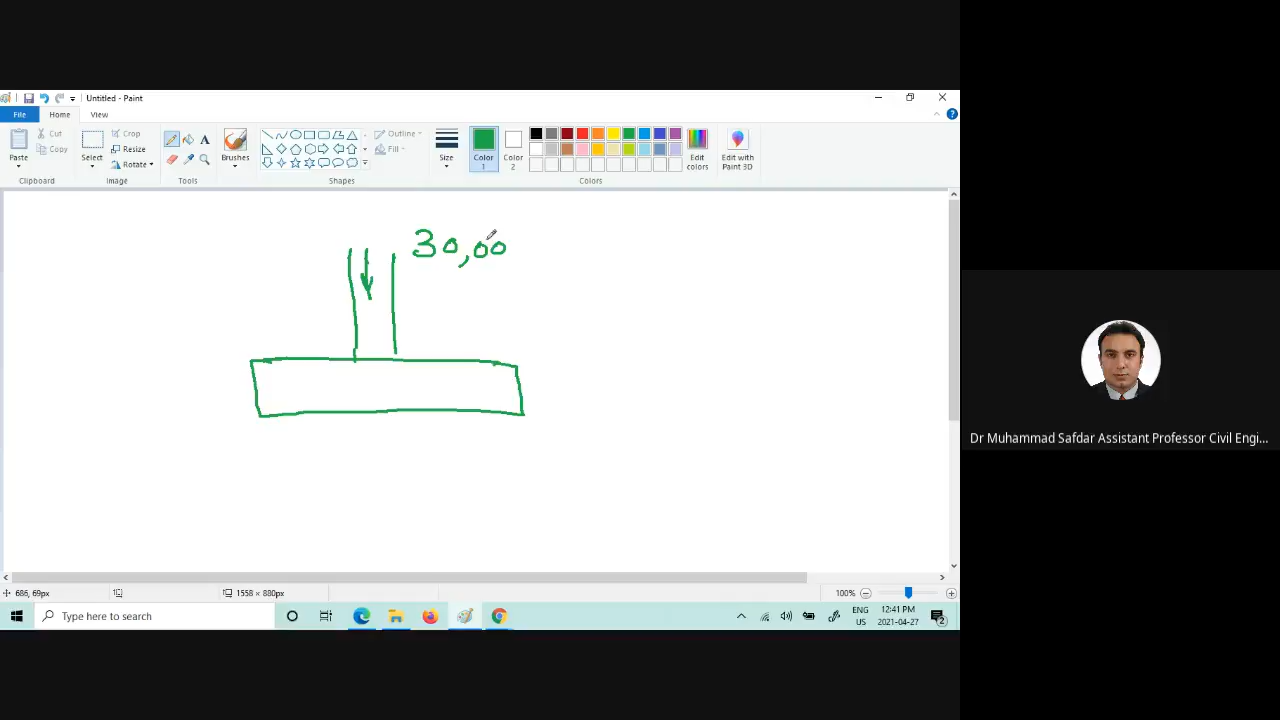 Untitled - Paint
File
Home
View
Paste
Cut
Copy
Clipboard
Select
Crop
Resize
Rotate
Image
Tools
Brushes
Shapes
Outline
Fill
Size
Color 1
Color 2
Edit colors
Colors
Edit with Paint 3D
30,00
Dr Muhammad Safdar Assistant Professor Civil Engi...
686, 69px
1558 × 880px
100%
Type here to search
ENG US
12:41 PM
2021-04-27
2